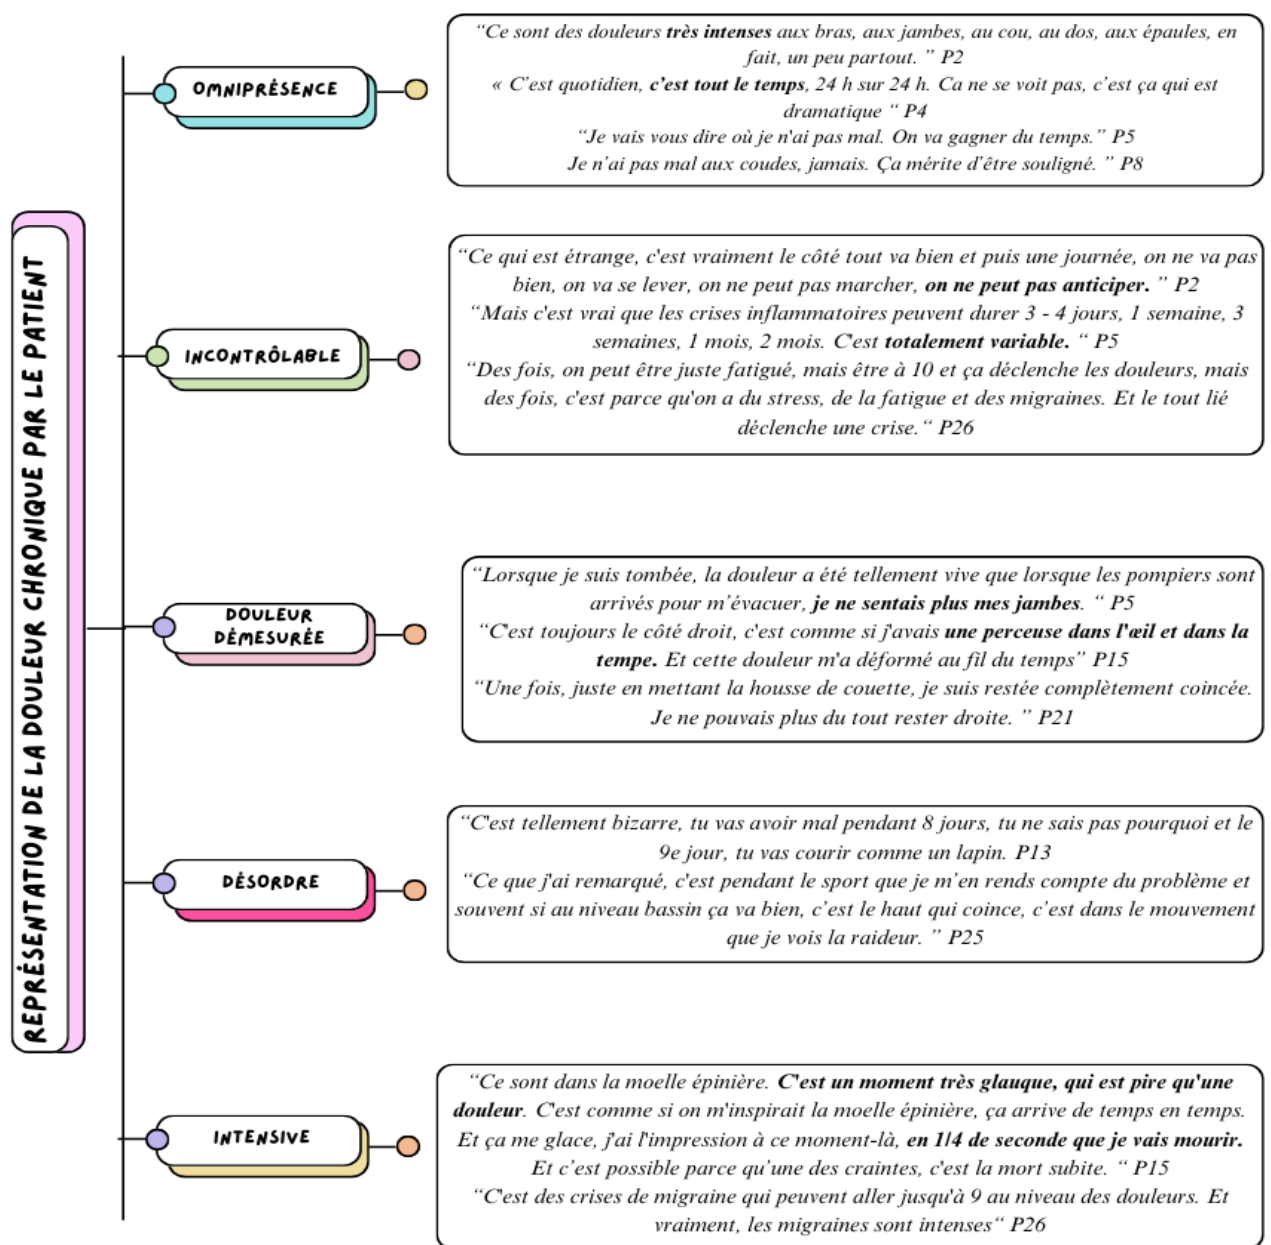 REPRÉSENTATION DE LA DOULEUR CHRONIQUE PAR LE PATIENT
OMNIPRÉSENCE
“Ce sont des douleurs très intenses aux bras, aux jambes, au cou, au dos, aux épaules, en
fait, un peu partout. ” P2
« C'est quotidien, c'est tout le temps, 24 h sur 24 h. Ca ne se voit pas, c'est ça qui est
dramatique “ P4
“Je vais vous dire où je n'ai pas mal. On va gagner du temps.” P5
Je n'ai pas mal aux coudes, jamais. Ça mérite d'être souligné. ” P8
INCONTRÔLABLE
“Ce qui est étrange, c'est vraiment le côté tout va bien et puis une journée, on ne va pas
bien, on va se lever, on ne peut pas marcher, on ne peut pas anticiper. ” P2
“Mais c'est vrai que les crises inflammatoires peuvent durer 3 - 4 jours, 1 semaine, 3
semaines, 1 mois, 2 mois. C'est totalement variable. “ P5
“Des fois, on peut être juste fatigué, mais être à 10 et ça déclenche les douleurs, mais
des fois, c'est parce qu'on a du stress, de la fatigue et des migraines. Et le tout lié
déclenche une crise.“ P26
DOULEUR
DÉMESURÉE
“Lorsque je suis tombée, la douleur a été tellement vive que lorsque les pompiers sont
arrivés pour m'évacuer, je ne sentais plus mes jambes. “ P5
“C'est toujours le côté droit, c'est comme si j'avais une perceuse dans l'œil et dans la
tempe. Et cette douleur m'a déformé au fil du temps” P15
“Une fois, juste en mettant la housse de couette, je suis restée complètement coincée.
Je ne pouvais plus du tout rester droite. ” P21
DÉSORDRE
“C'est tellement bizarre, tu vas avoir mal pendant 8 jours, tu ne sais pas pourquoi et le
9e jour, tu vas courir comme un lapin. P13
“Ce que j'ai remarqué, c'est pendant le sport que je m'en rends compte du problème et
souvent si au niveau bassin ça va bien, c'est le haut qui coince, c'est dans le mouvement
que je vois la raideur. ” P25
INTENSIVE
“Ce sont dans la moelle épinière. C'est un moment très glauque, qui est pire qu'une
douleur. C'est comme si on m'inspirait la moelle épinière, ça arrive de temps en temps.
Et ça me glace, j'ai l'impression à ce moment-là, en 1/4 de seconde que je vais mourir.
Et c'est possible parce qu'une des craintes, c'est la mort subite. “ P15
“C'est des crises de migraine qui peuvent aller jusqu'à 9 au niveau des douleurs. Et
vraiment, les migraines sont intenses“ P26